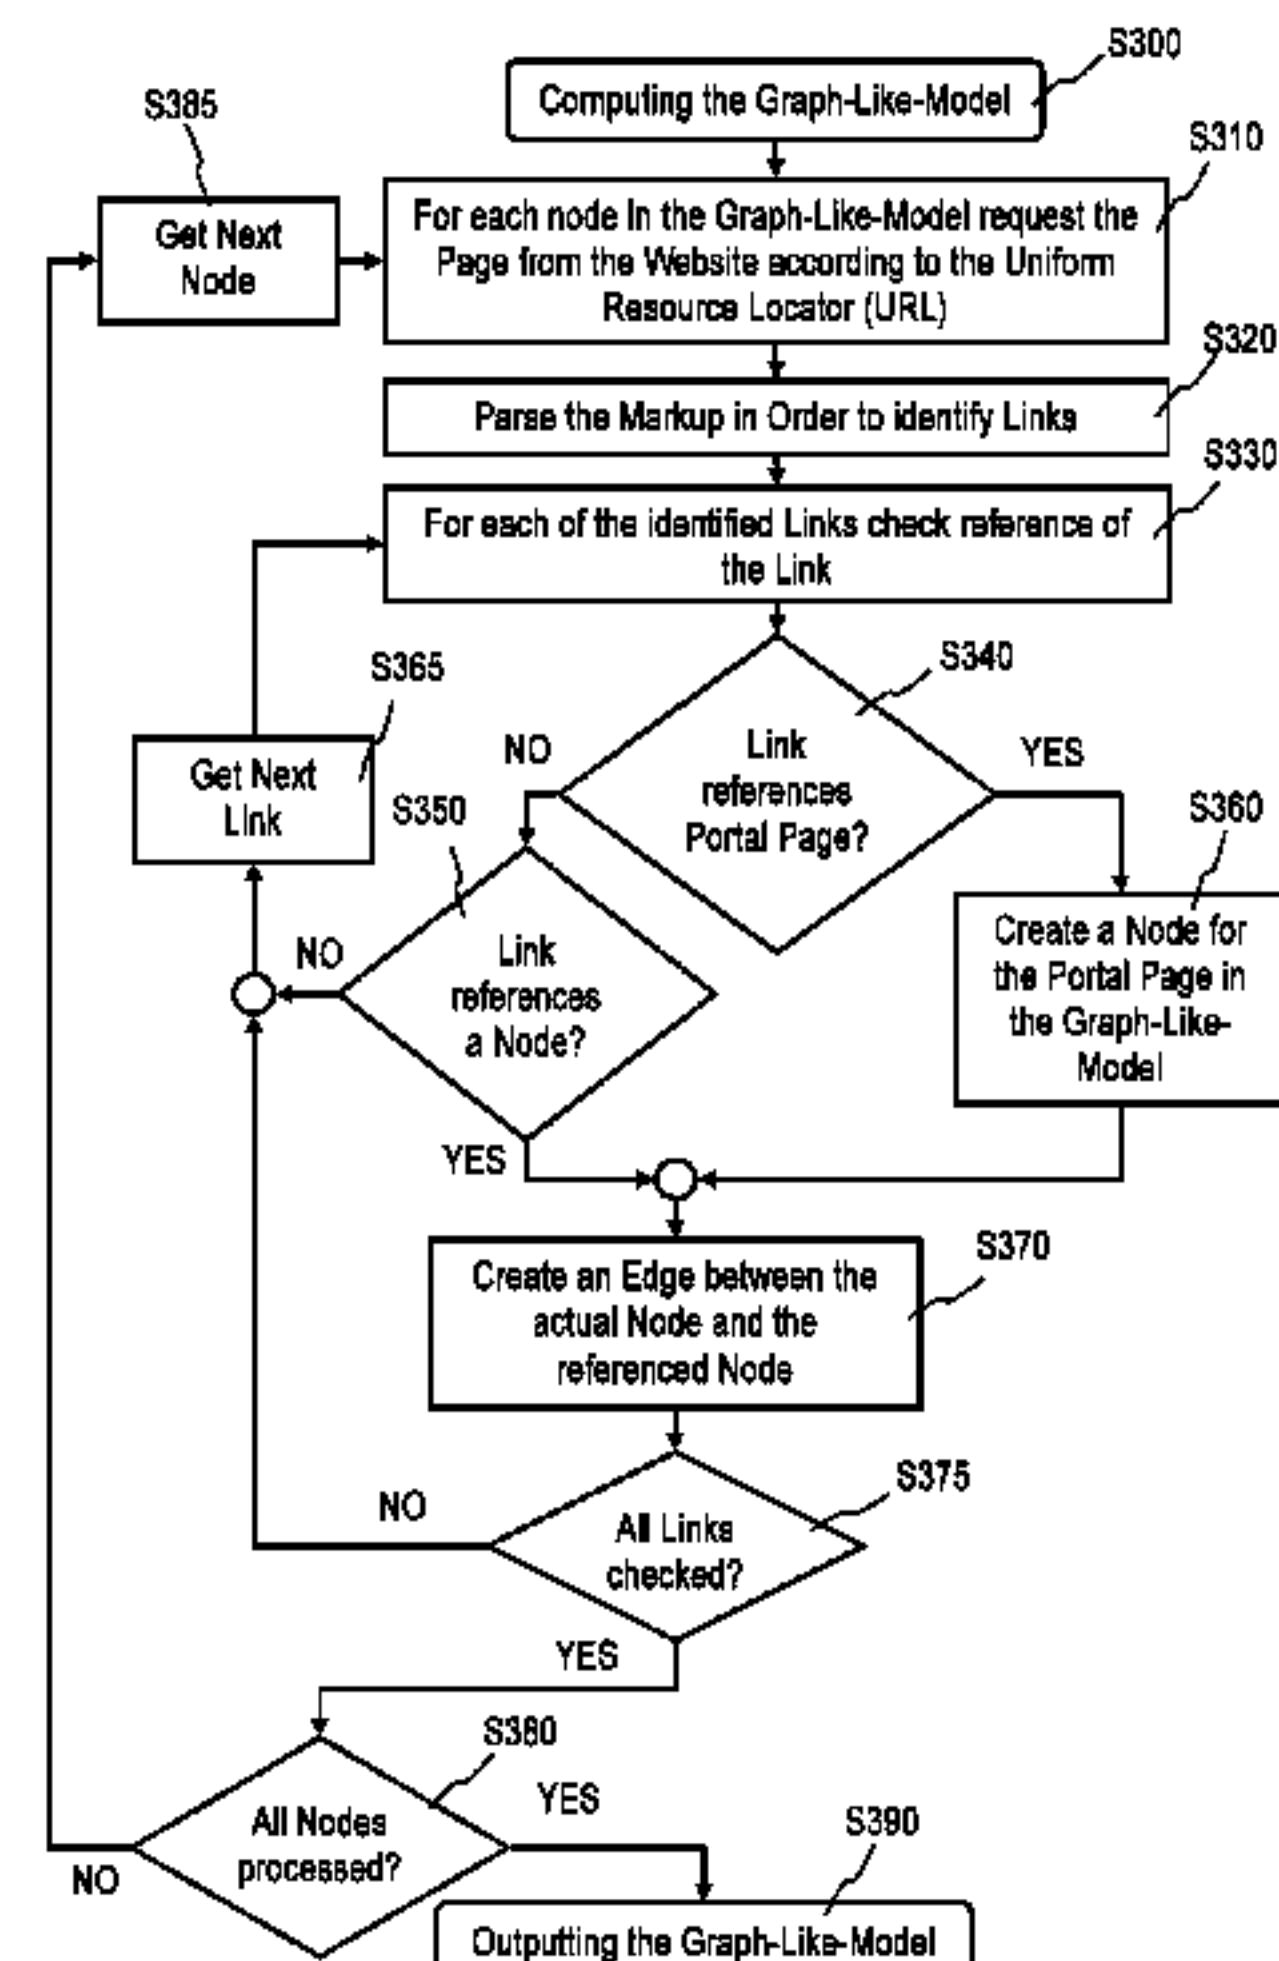 S300
Computing the Graph-Like-Model
S385
S310
Get Next
Node
For each node in the Graph-Like-Model request the
Page from the Website according to the Uniform
Resource Locator (URL)
S320
Parse the Markup in Order to identify Links
S330
For each of the identified Links check reference of
the Link
S365
S340
Get Next
Link
NO
Link
references
Portal Page?
YES
S350
S360
NO
Link
references
a Node?
Create a Node for
the Portal Page in
the Graph-Like-
Model
YES
S370
Create an Edge between the
actual Node and the
referenced Node
S375
NO
All Links
checked?
YES
S380
All Nodes
processed?
YES
NO
S390
Outputting the Graph-Like-Model